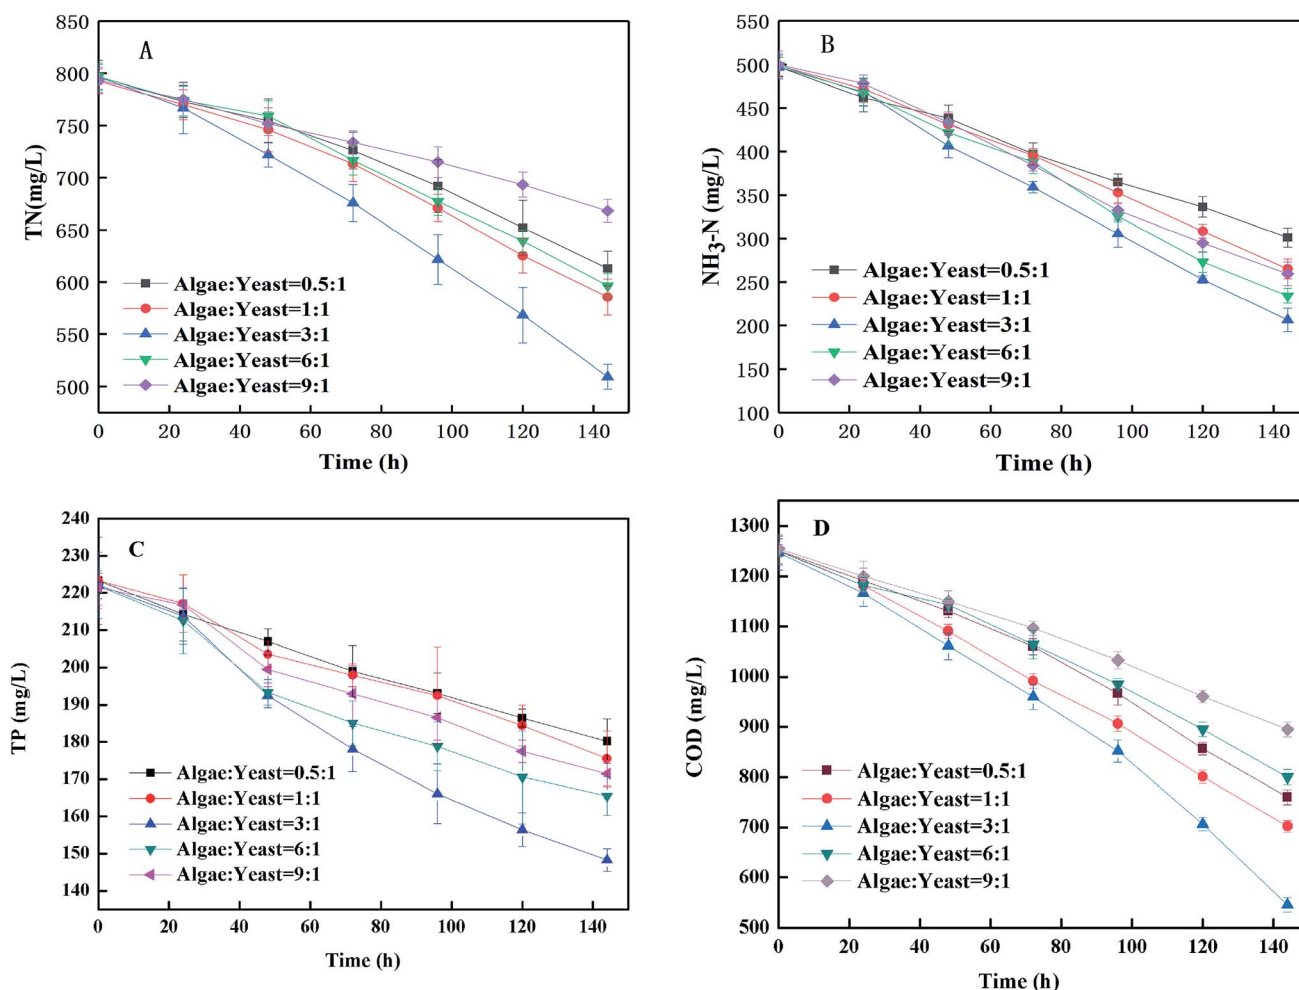 A
TN(mg/L)
850
800
750
700
650
600
550
500
Algae:Yeast=0.5:1
Algae:Yeast=1:1
Algae:Yeast=3:1
Algae:Yeast=6:1
Algae:Yeast=9:1
0 20 40 60 80 100 120 140
Time (h)
B
NH3-N (mg/L)
550
500
450
400
350
300
250
200
150
100
Algae:Yeast=0.5:1
Algae:Yeast=1:1
Algae:Yeast=3:1
Algae:Yeast=6:1
Algae:Yeast=9:1
0 20 40 60 80 100 120 140
Time (h)
C
TP (mg/L)
240
230
220
210
200
190
180
170
160
150
140
Algae:Yeast=0.5:1
Algae:Yeast=1:1
Algae:Yeast=3:1
Algae:Yeast=6:1
Algae:Yeast=9:1
0 20 40 60 80 100 120 140
Time (h)
D
COD (mg/L)
1300
1200
1100
1000
900
800
700
600
500
Algae:Yeast=0.5:1
Algae:Yeast=1:1
Algae:Yeast=3:1
Algae:Yeast=6:1
Algae:Yeast=9:1
0 20 40 60 80 100 120 140
Time (h)